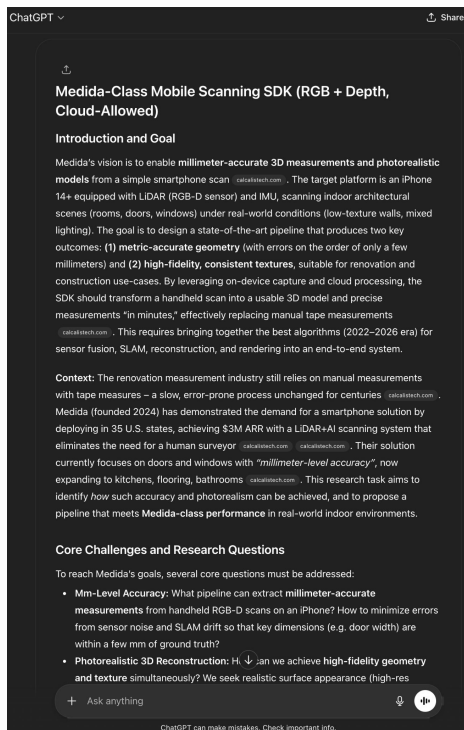 ChatGPT
Share
Medida-Class Mobile Scanning SDK (RGB + Depth,
Cloud-Allowed)
Introduction and Goal
Medida's vision is to enable millimeter-accurate 3D measurements and photorealistic
models from a simple smartphone scan calcalistech.com . The target platform is an iPhone
14+ equipped with LiDAR (RGB-D sensor) and IMU, scanning indoor architectural
scenes (rooms, doors, windows) under real-world conditions (low-texture walls, mixed
lighting). The goal is to design a state-of-the-art pipeline that produces two key
outcomes: (1) metric-accurate geometry (with errors on the order of only a few
millimeters) and (2) high-fidelity, consistent textures, suitable for renovation and
construction use-cases. By leveraging on-device capture and cloud processing, the
SDK should transform a handheld scan into a usable 3D model and precise
measurements "in minutes," effectively replacing manual tape measurements
calcalistech.com . This requires bringing together the best algorithms (2022–2026 era) for
sensor fusion, SLAM, reconstruction, and rendering into an end-to-end system.
Context: The renovation measurement industry still relies on manual measurements
with tape measures – a slow, error-prone process unchanged for centuries calcalistech.com .
Medida (founded 2024) has demonstrated the demand for a smartphone solution by
deploying in 35 U.S. states, achieving $3M ARR with a LiDAR+AI scanning system that
eliminates the need for a human surveyor calcalistech.com calcalistech.com . Their solution
currently focuses on doors and windows with "millimeter-level accuracy", now
expanding to kitchens, flooring, bathrooms calcalistech.com . This research task aims to
identify how such accuracy and photorealism can be achieved, and to propose a
pipeline that meets Medida-class performance in real-world indoor environments.
Core Challenges and Research Questions
To reach Medida's goals, several core questions must be addressed:
• Mm-Level Accuracy: What pipeline can extract millimeter-accurate
measurements from handheld RGB-D scans on an iPhone? How to minimize errors
from sensor noise and SLAM drift so that key dimensions (e.g. door width) are
within a few mm of ground truth?
• Photorealistic 3D Reconstruction: can we achieve high-fidelity geometry
and texture simultaneously? We seek realistic surface appearance (high-res
Ask anything
ChatGPT can make mistakes. Check important info.